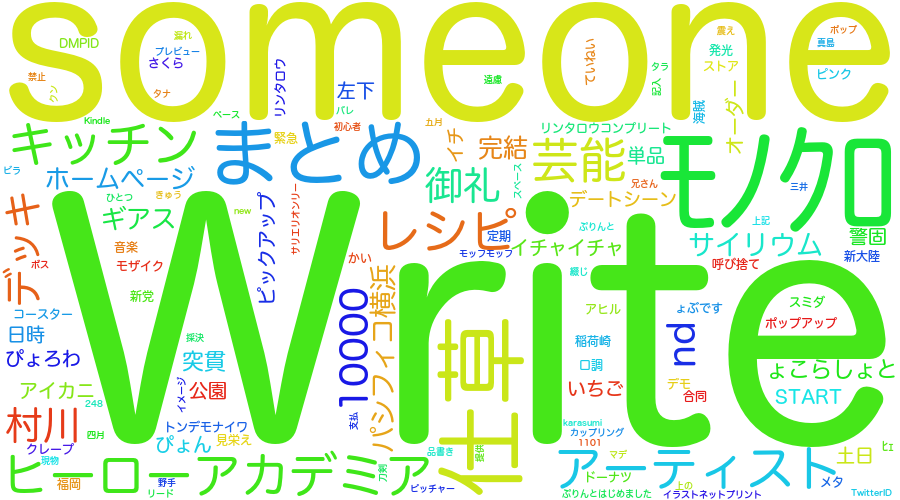 someone
DMPID
漏れ
プレビュー
さくら
禁止
クン
タナ
リンタロウ
左下
遠慮
ていねい
タラ
記入
震え
発光
ストア
ポップ
真島
ピンク
海賊
オーダー
Kindle
ペース
バレ
初心者
緊急
五月
イチ
完結
リンタロウコンプリート
芸能
単品
モノクロ
キッチン
まとめ
ビラ
ホームページ
御礼
スペース
兄さん
デートシーン
三井
ひとつ
きゅう
ギアス
new
ピックアップ
サリエリオンリー
レシピ
定期
ぷりんと
イチャイチャ
上記
サイリウム
警固
デッキ
音楽
モザイク
ボス
かい
モッフモッフ
綴じ
呼び捨て
新大陸
Write
新党
コースター
日時
10000
パシフィコ横浜
アヒル
ょぷです
スミダ
ポップアップ
採決
ぴょろわ
突貫
仕草
稲荷崎
nd
口調
ょこらしょと
アイカニ
イメージ
公園
いちご
デモ
合同
START
248
村川
四月
トンデモナイワ
支払
karasumi
カップリング
クレープ
ぴょん
見栄え
品書き
提供
1101
土日
ヒェ
ヒーローアカデミア
現物
マデ
アーティスト
福岡
野手
刀剣
ドーナツ
上の
メタ
リード
ピッチャー
ぷりんとはじめました
イラストネットプリント
TwitterID